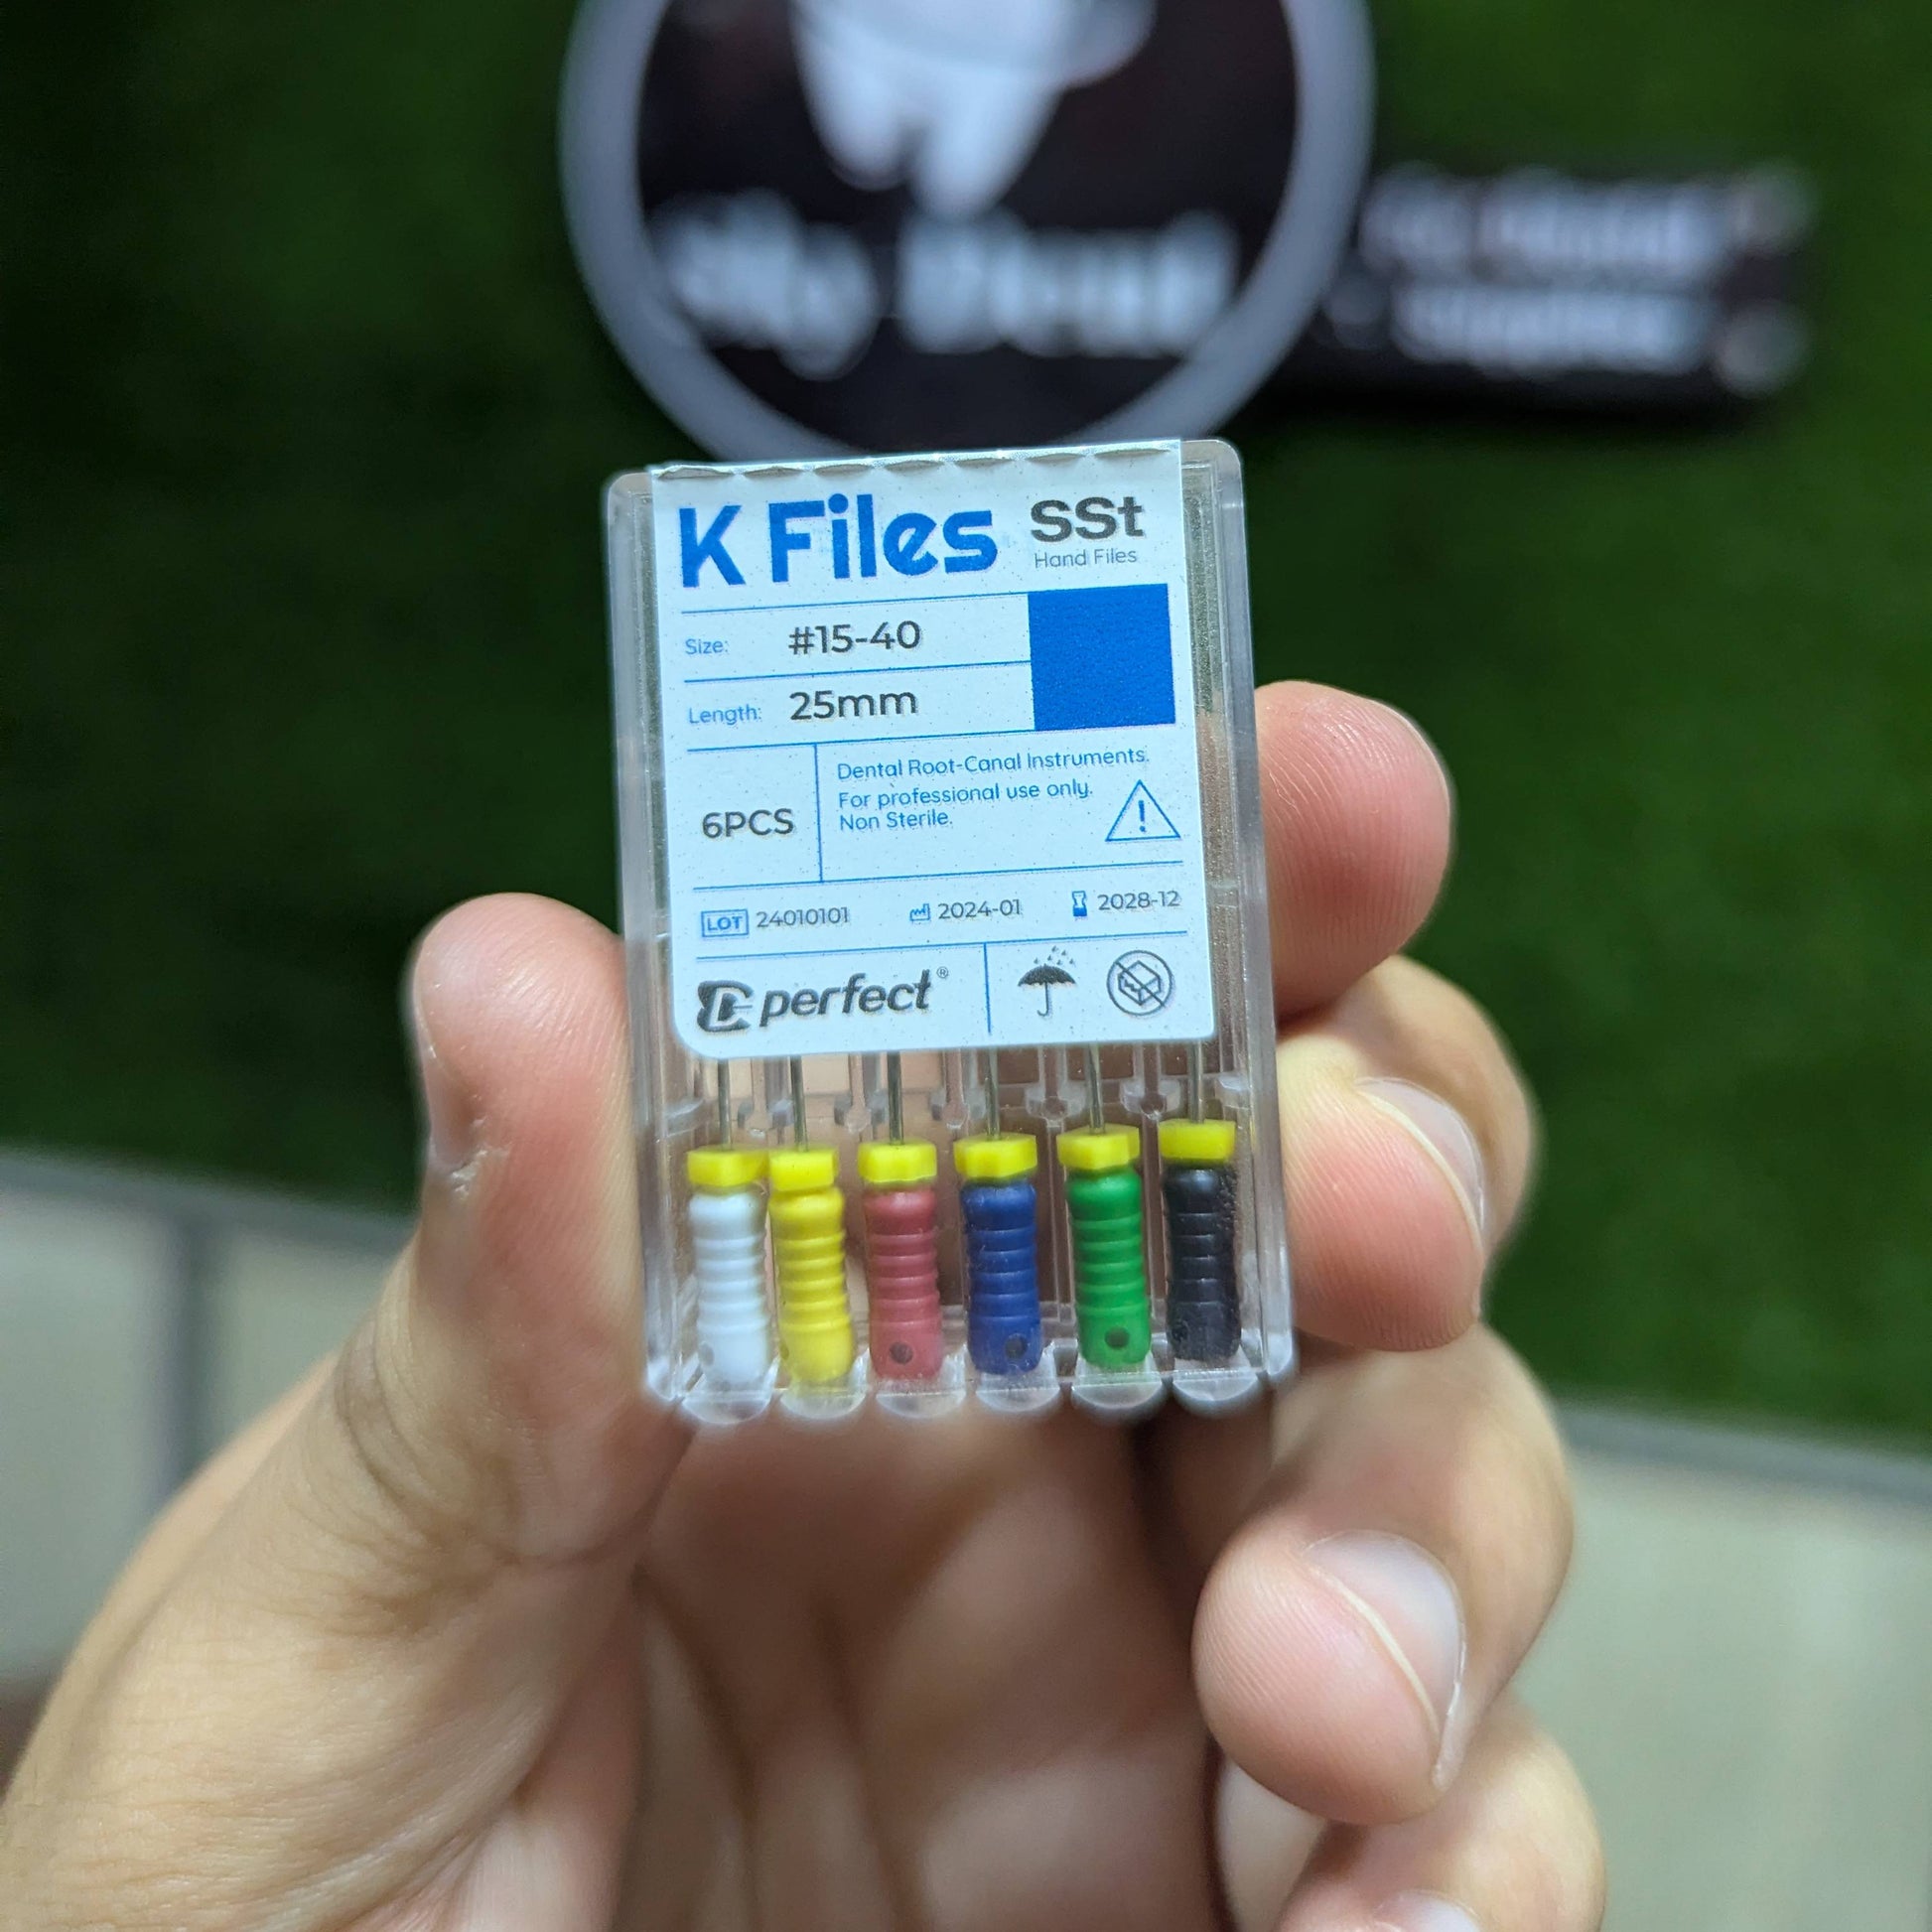 K Files SSt
Hand Files
Size: #15-40
Length: 25mm
6PCS
Dental Root-Canal Instruments.
For professional use only.
Non Sterile.
LOT 24010101 2024-01 2028-12
perfect®